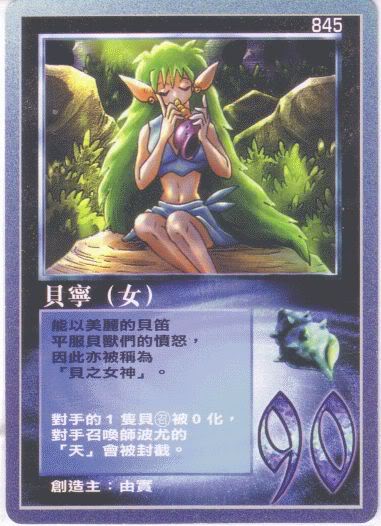 845
貝寧（女）
能以美麗的貝笛
平服貝獸們的憤怒，
因此亦被稱為
「貝之女神」。
對手的1隻貝㊔被0化，
對手召喚師波尤的
「天」會被封截。
創造主：由實
90